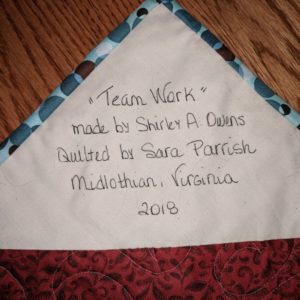 "Team Work"
made by Shirley A. Owens
Quilted by Sara Parrish
Midlothian, Virginia
2018